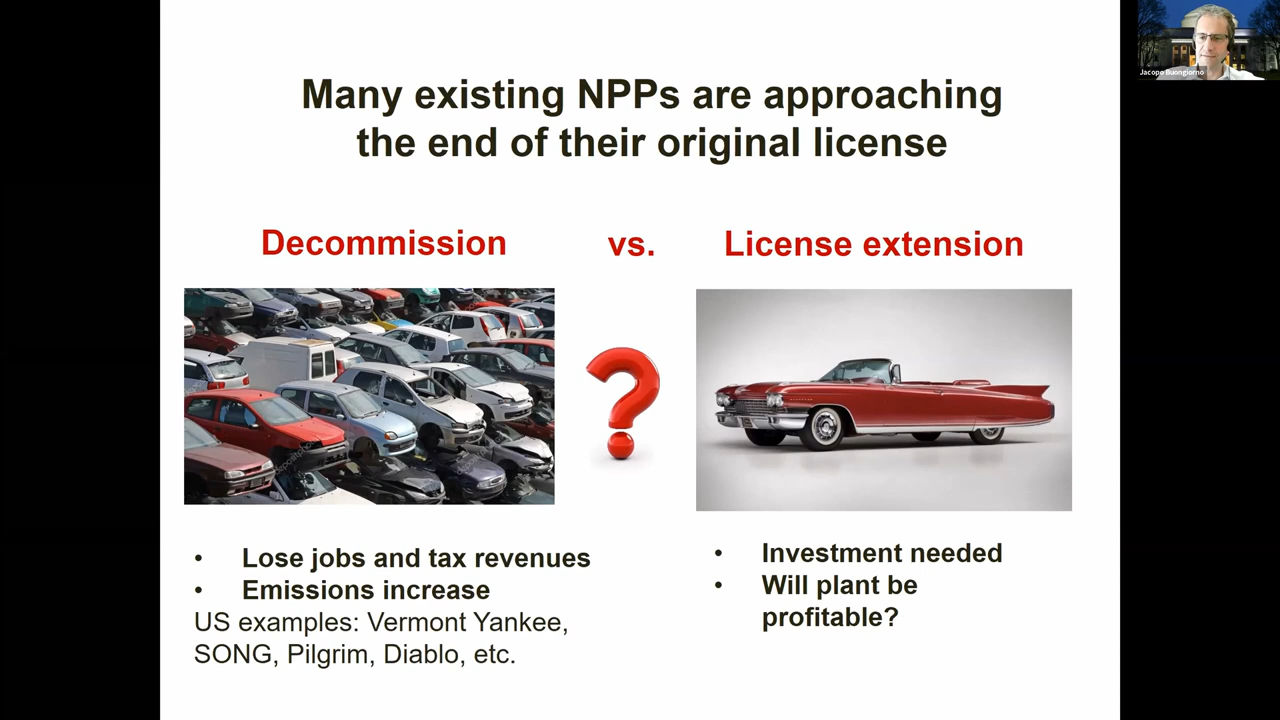 Many existing NPPs are approaching
the end of their original license
Decommission vs. License extension
• Lose jobs and tax revenues
• Emissions increase
US examples: Vermont Yankee,
SONG, Pilgrim, Diablo, etc.
• Investment needed
• Will plant be
profitable?
Jacopo Buongiorno